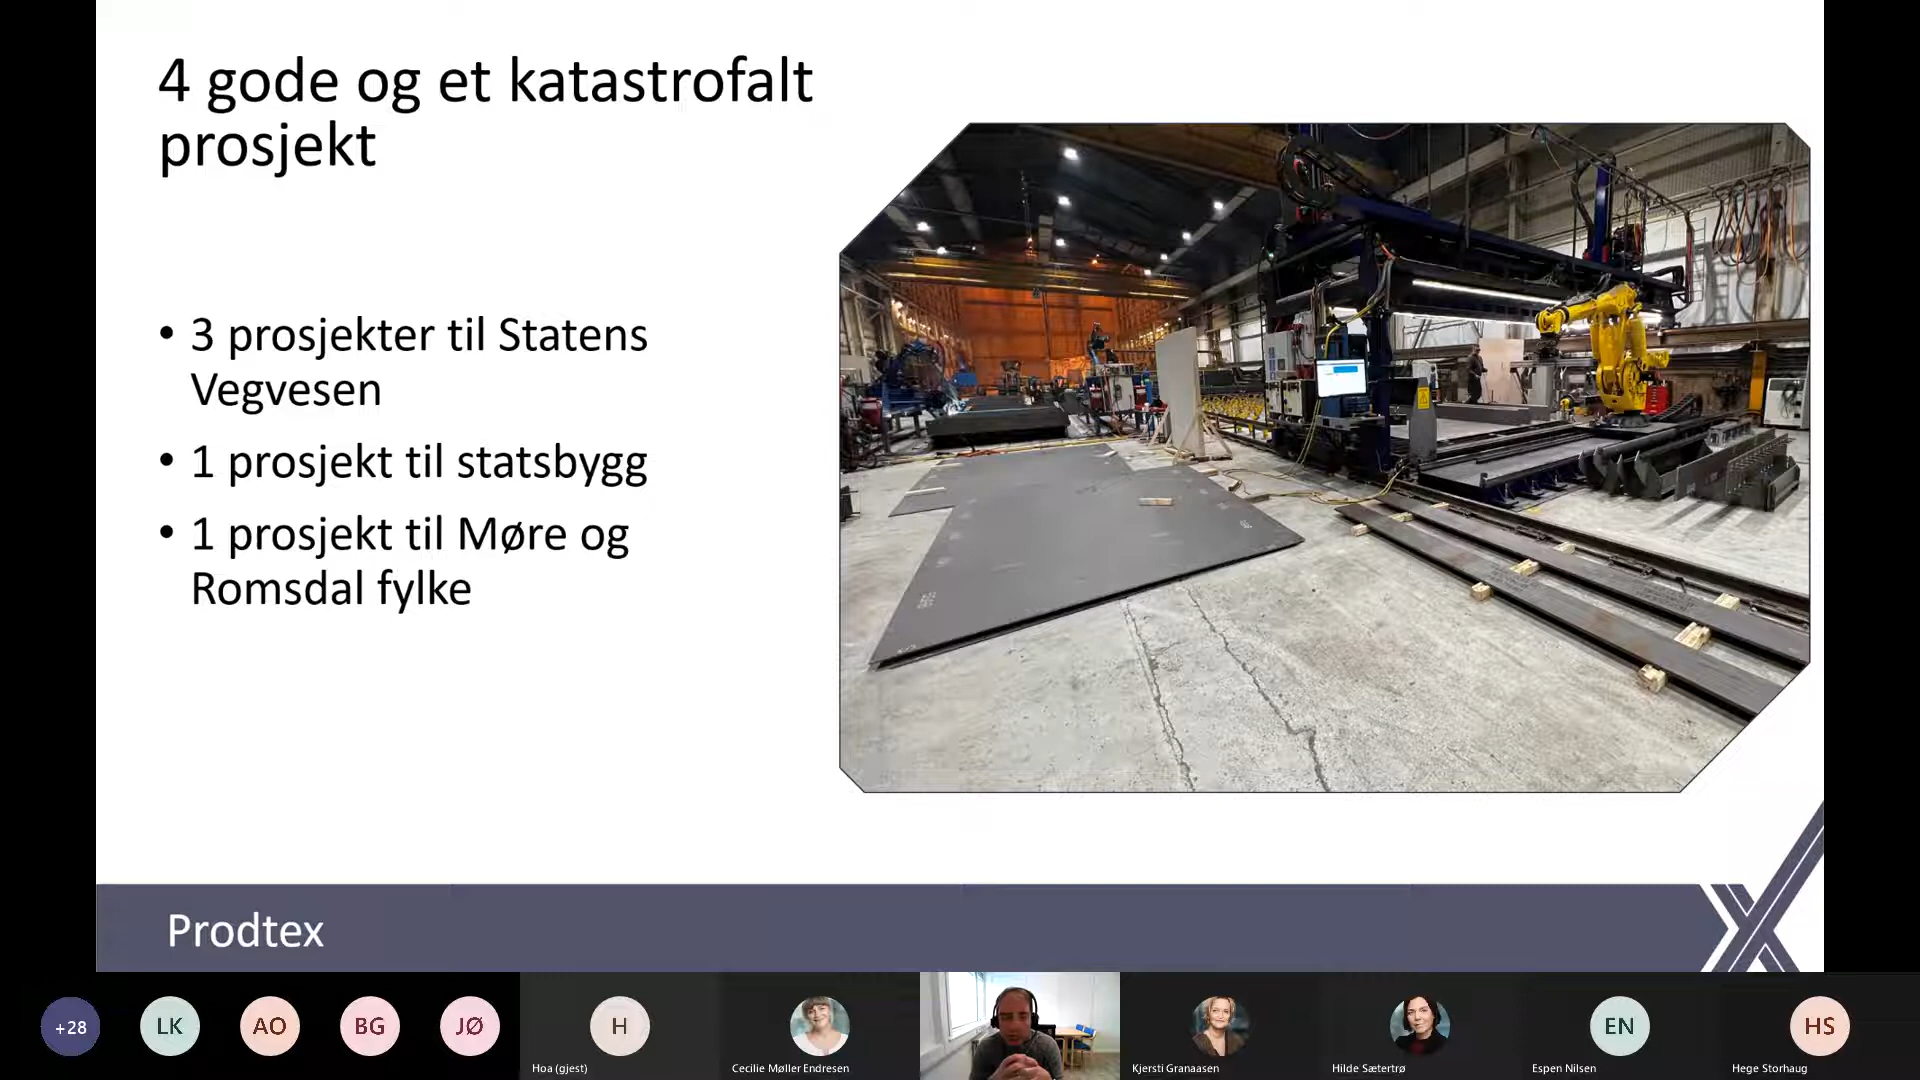 4 gode og et katastrofalt
prosjekt
• 3 prosjekter til Statens
Vegvesen
• 1 prosjekt til statsbygg
• 1 prosjekt til Møre og
Romsdal fylke
Prodtex
+28
LK
AO
BG
JØ
H
EN
HS
Hoa (gjest)
Cecilie Møller Endresen
Kjersti Granaasen
Hilde Sætertrø
Espen Nilsen
Hege Storhaug